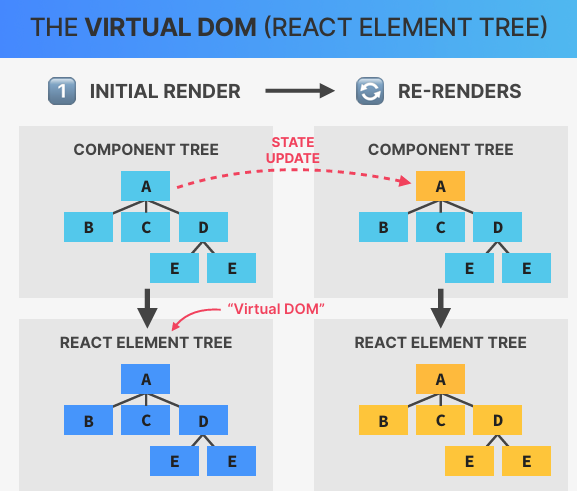 THE VIRTUAL DOM (REACT ELEMENT TREE)
1 INITIAL RENDER
RE-RENDERS
COMPONENT TREE
STATE
UPDATE
COMPONENT TREE
A
A
B C D
B C D
E E
E E
“Virtual DOM”
REACT ELEMENT TREE
REACT ELEMENT TREE
A
A
B C D
B C D
E E
E E